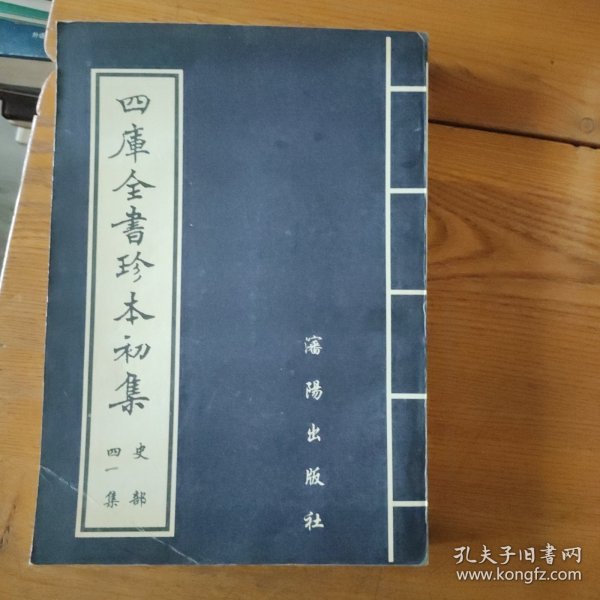 四庫全書珍本初集
史部
四一集
瀋陽出版社
孔夫子旧书网
www.kongfz.com